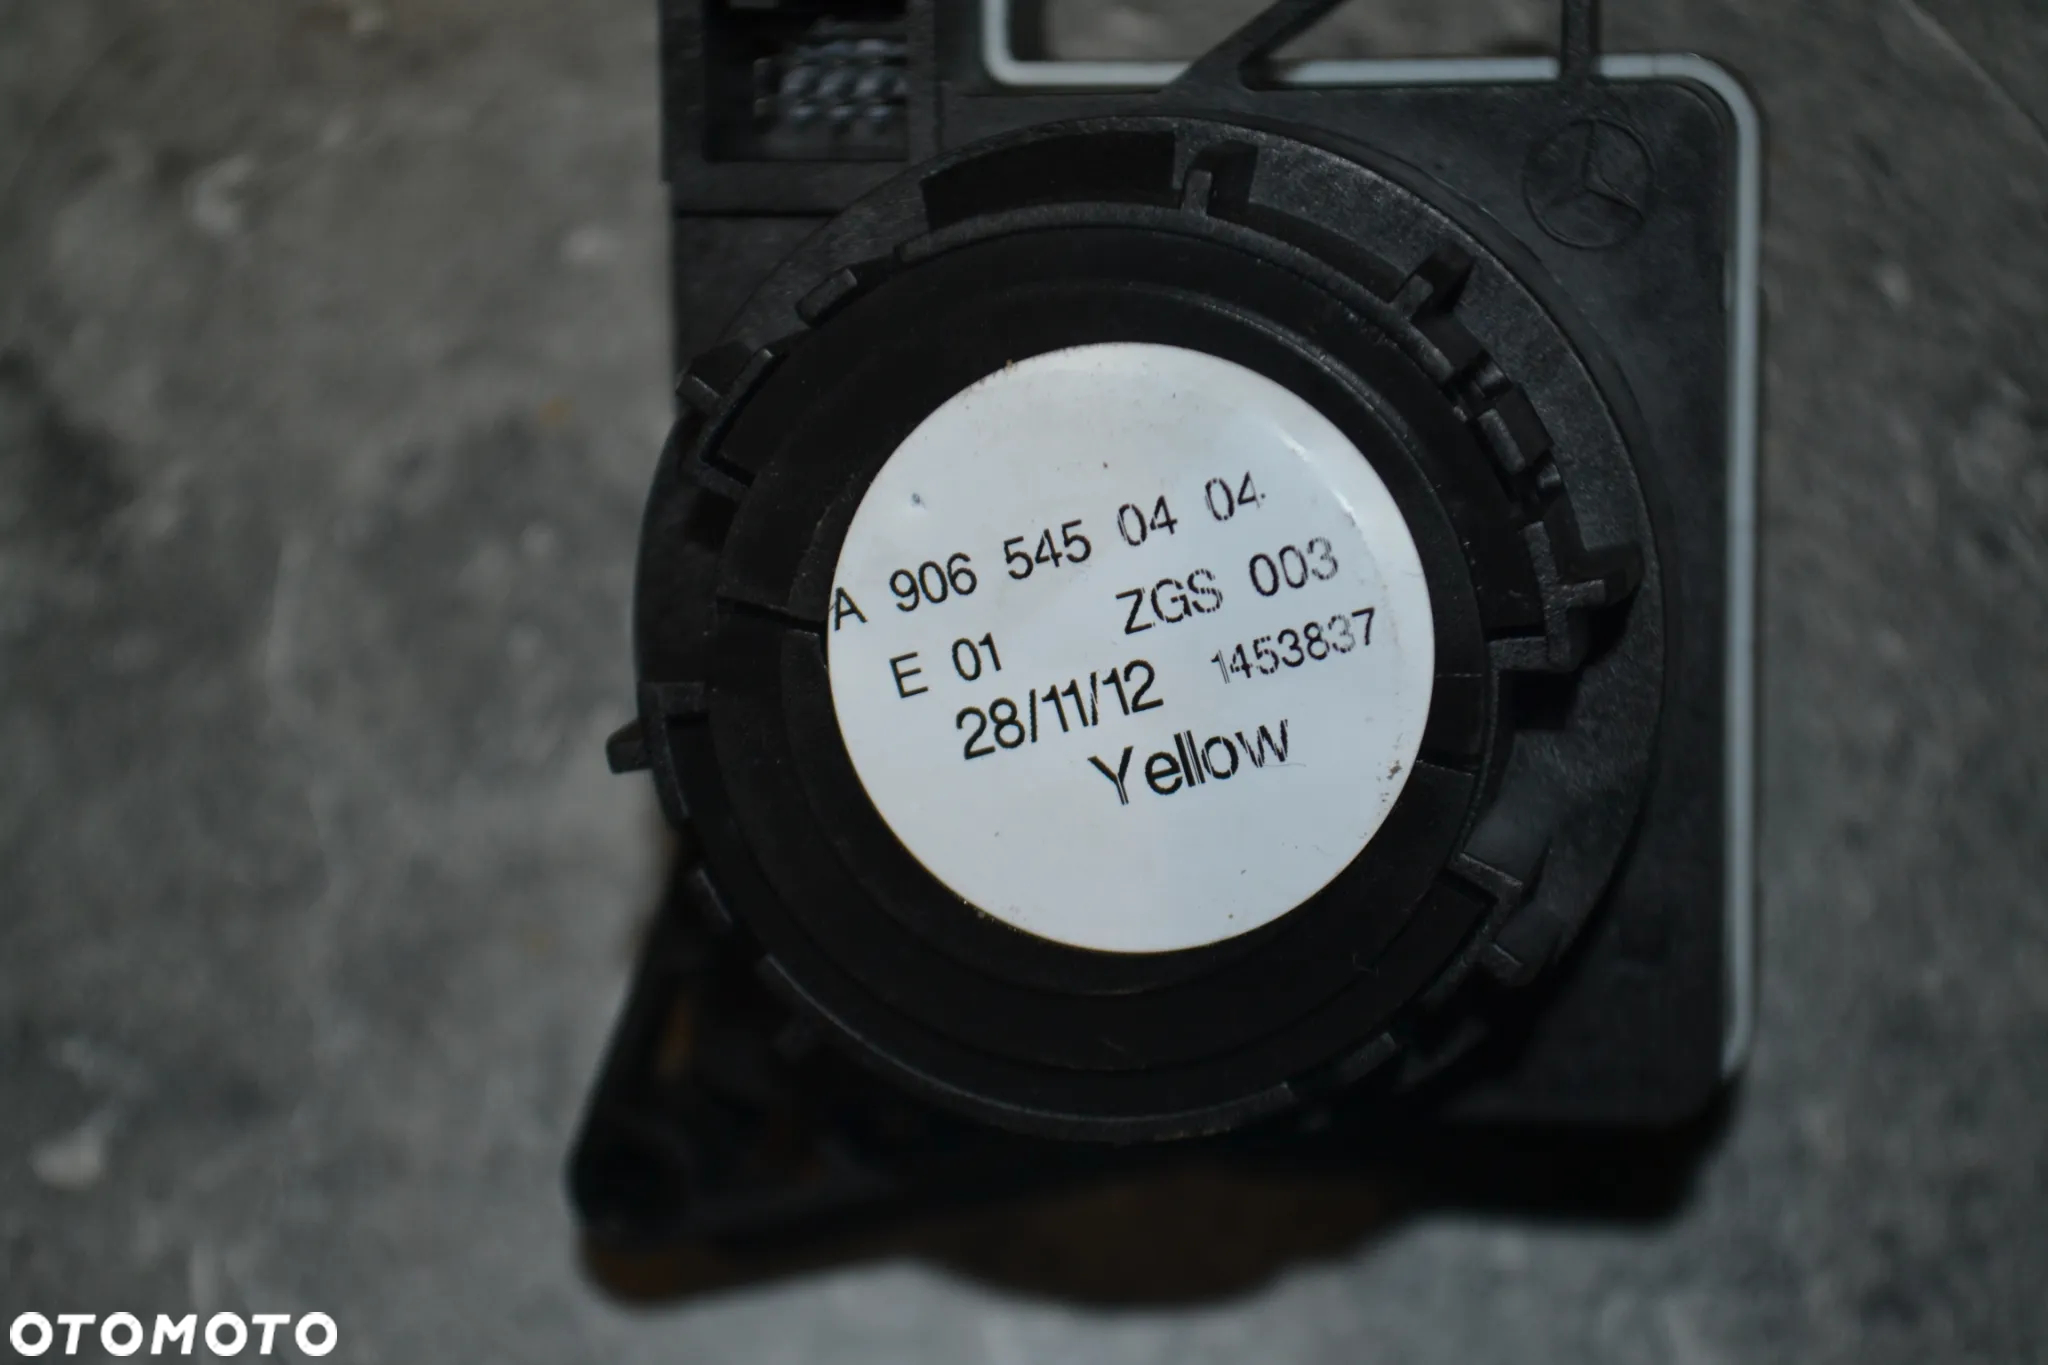 A 906 545 04 04
E 01 ZGS 003
28/11/12 1453837
Yellow
OTOMOTO